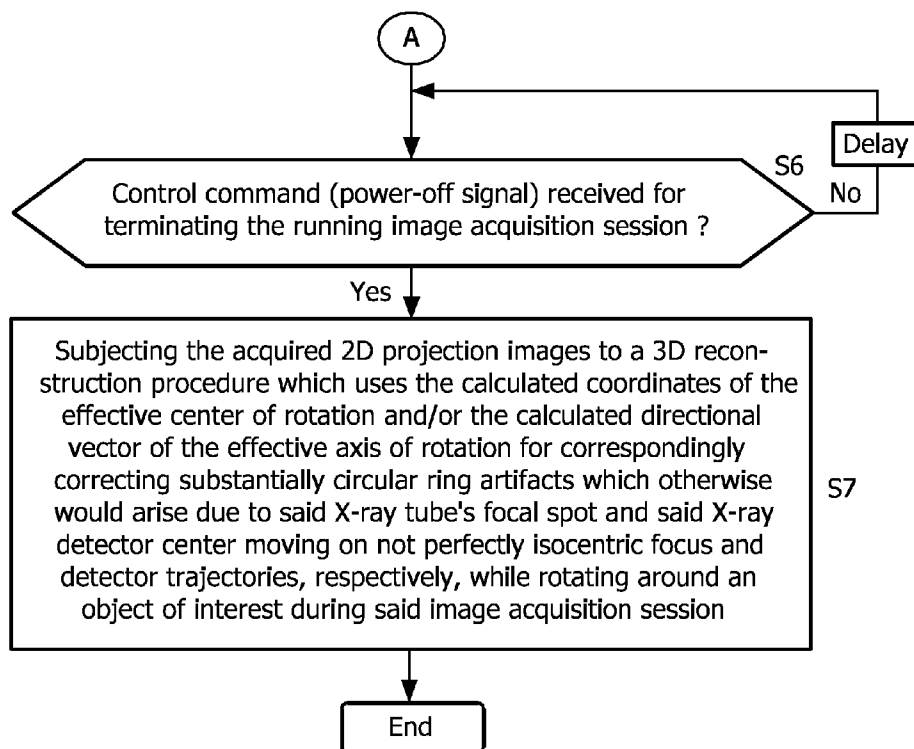 A
Delay
S6
Control command (power-off signal) received for
terminating the running image acquisition session ?
No
Yes
Subjecting the acquired 2D projection images to a 3D recon-
struction procedure which uses the calculated coordinates of the
effective center of rotation and/or the calculated directional
vector of the effective axis of rotation for correspondingly
correcting substantially circular ring artifacts which otherwise
would arise due to said X-ray tube's focal spot and said X-ray
detector center moving on not perfectly isocentric focus and
detector trajectories, respectively, while rotating around an
object of interest during said image acquisition session
S7
End